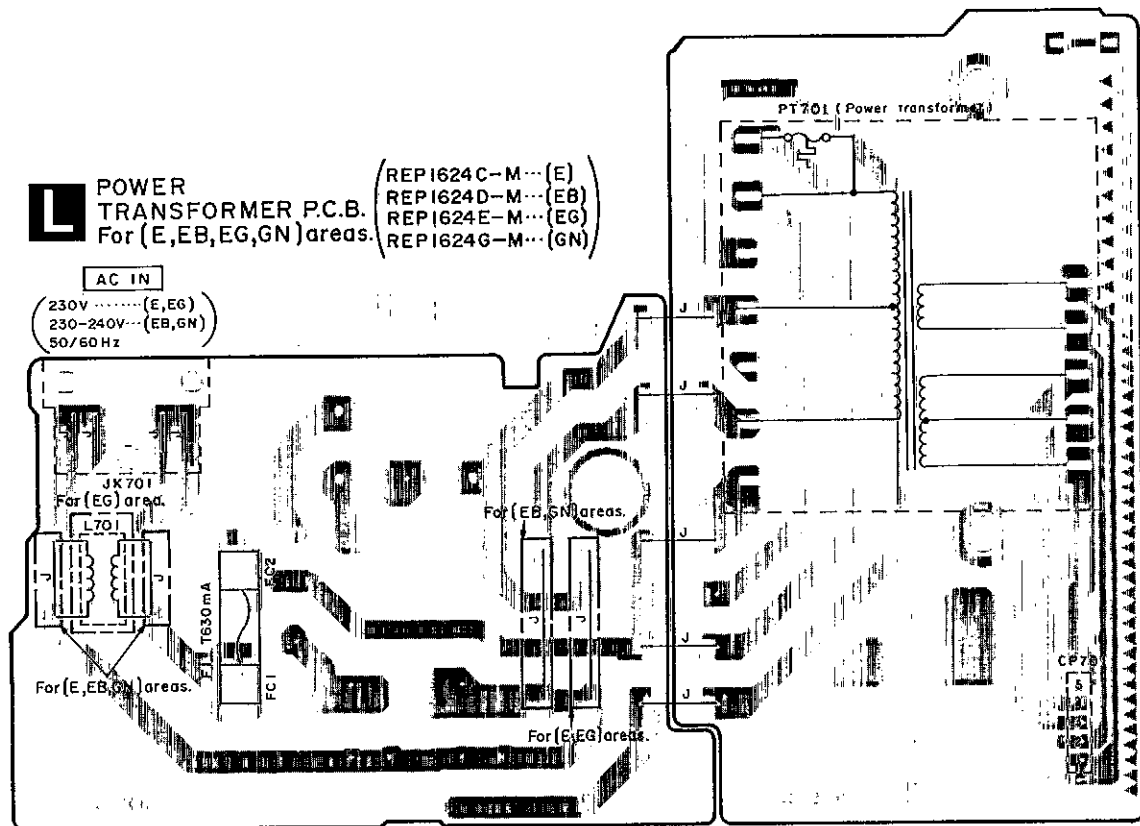 PT701 (Power transformer)
L
POWER
TRANSFORMER P.C.B.
For (E,EB,EG,GN) areas.
REP1624C-M...(E)
REP1624D-M...(EB)
REP1624E-M...(EG)
REP1624G-M...(GN)
AC IN
230V ........(E,EG)
230-240V...(EB,GN)
50/60Hz
J
J
JK701
For (EG) area.
L701
J
J
For (E,EB,GN) areas.
F1 T630mA
FC2
FC1
For (EB,GN) areas.
J
J
For (E,EG) areas.
J
J
J